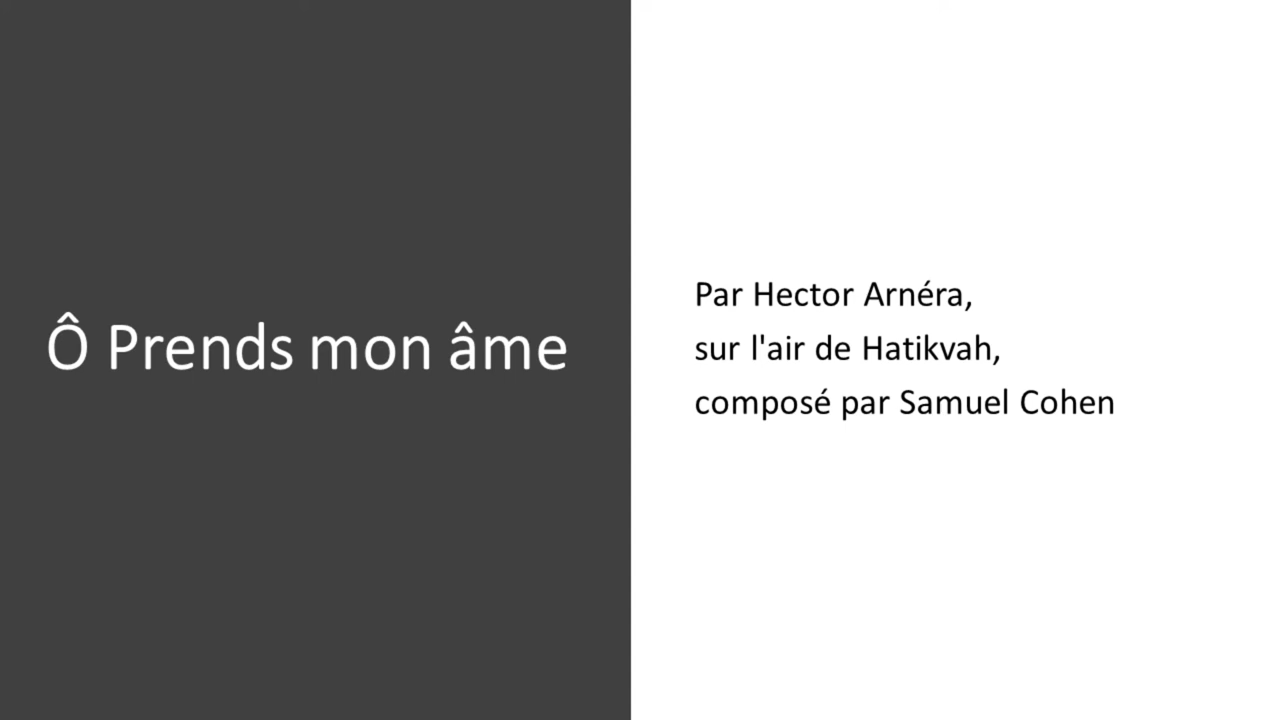 Ô Prends mon âme
Par Hector Arnéra,
sur l'air de Hatikvah,
composé par Samuel Cohen